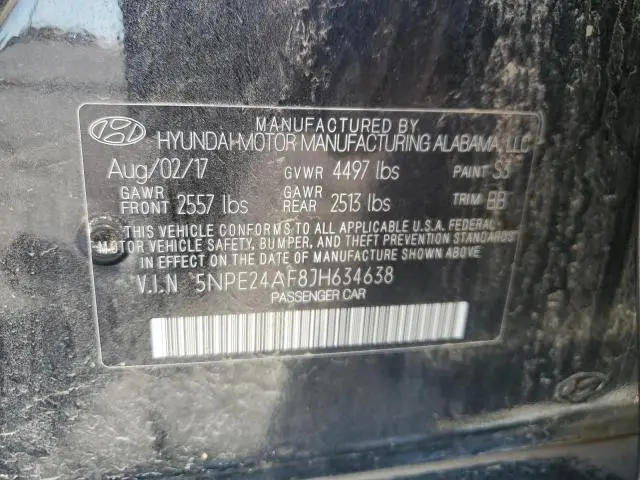 MANUFACTURED BY
HYUNDAI-MOTOR MANUFACTURING ALABAMA, LLC
Aug/02/17 GVWR 4497 lbs PAINT S3
GAWR FRONT 2557 lbs GAWR REAR 2513 lbs TRIM BB
THIS VEHICLE CONFORMS TO ALL APPLICABLE U.S.A. FEDERAL
MOTOR VEHICLE SAFETY, BUMPER, AND THEFT PREVENTION
STANDARDS IN EFFECT ON THE DATE OF MANUFACTURE
SHOWN ABOVE
V.I.N 5NPE24AF8JH634638
PASSENGER CAR